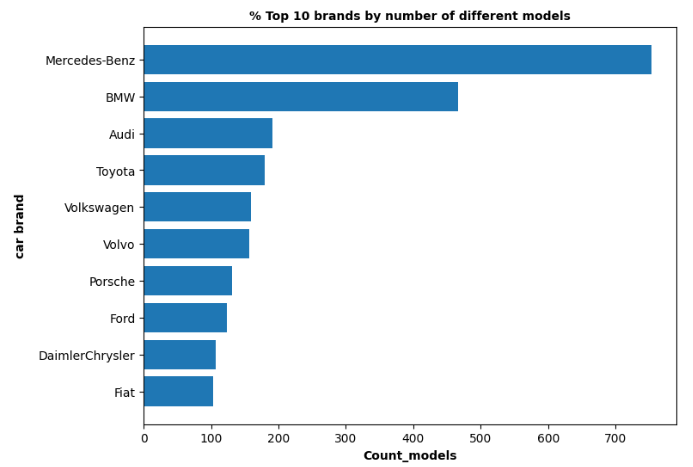 % Top 10 brands by number of different models
Mercedes-Benz
BMW
Audi
Toyota
Volkswagen
Volvo
Porsche
Ford
DaimlerChrysler
Fiat
car brand
0 100 200 300 400 500 600 700
Count_models